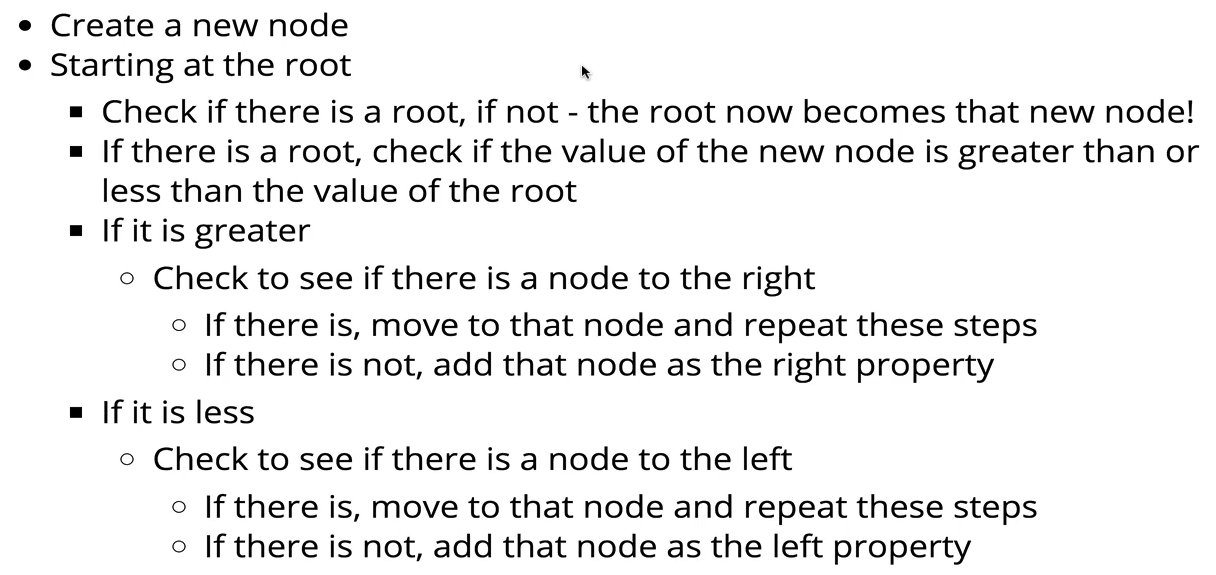 Create a new node
Starting at the root
Check if there is a root, if not - the root now becomes that new node!
If there is a root, check if the value of the new node is greater than or
less than the value of the root
If it is greater
Check to see if there is a node to the right
If there is, move to that node and repeat these steps
If there is not, add that node as the right property
If it is less
Check to see if there is a node to the left
If there is, move to that node and repeat these steps
If there is not, add that node as the left property